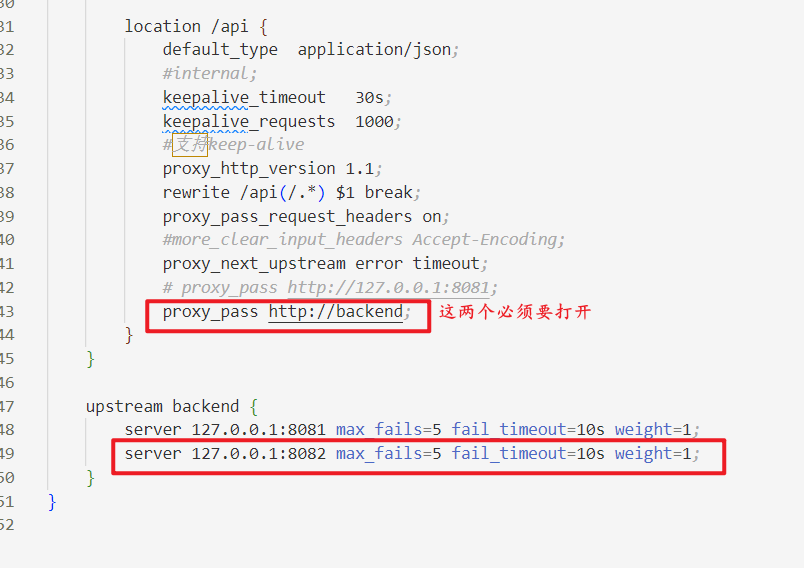 30
31 location /api {
32 default_type  application/json;
33 #internal;
34 keepalive_timeout   30s;
35 keepalive_requests  1000;
36 #支持keep-alive
37 proxy_http_version 1.1;
38 rewrite /api(/.*) $1 break;
39 proxy_pass_request_headers on;
40 #more_clear_input_headers Accept-Encoding;
41 proxy_next_upstream error timeout;
42 # proxy_pass http://127.0.0.1:8081;
43 proxy_pass http://backend; 这两个必须要打开
44 }
45 }
46
47 upstream backend {
48 server 127.0.0.1:8081 max_fails=5 fail_timeout=10s weight=1;
49 server 127.0.0.1:8082 max_fails=5 fail_timeout=10s weight=1;
50 }
51 }
52